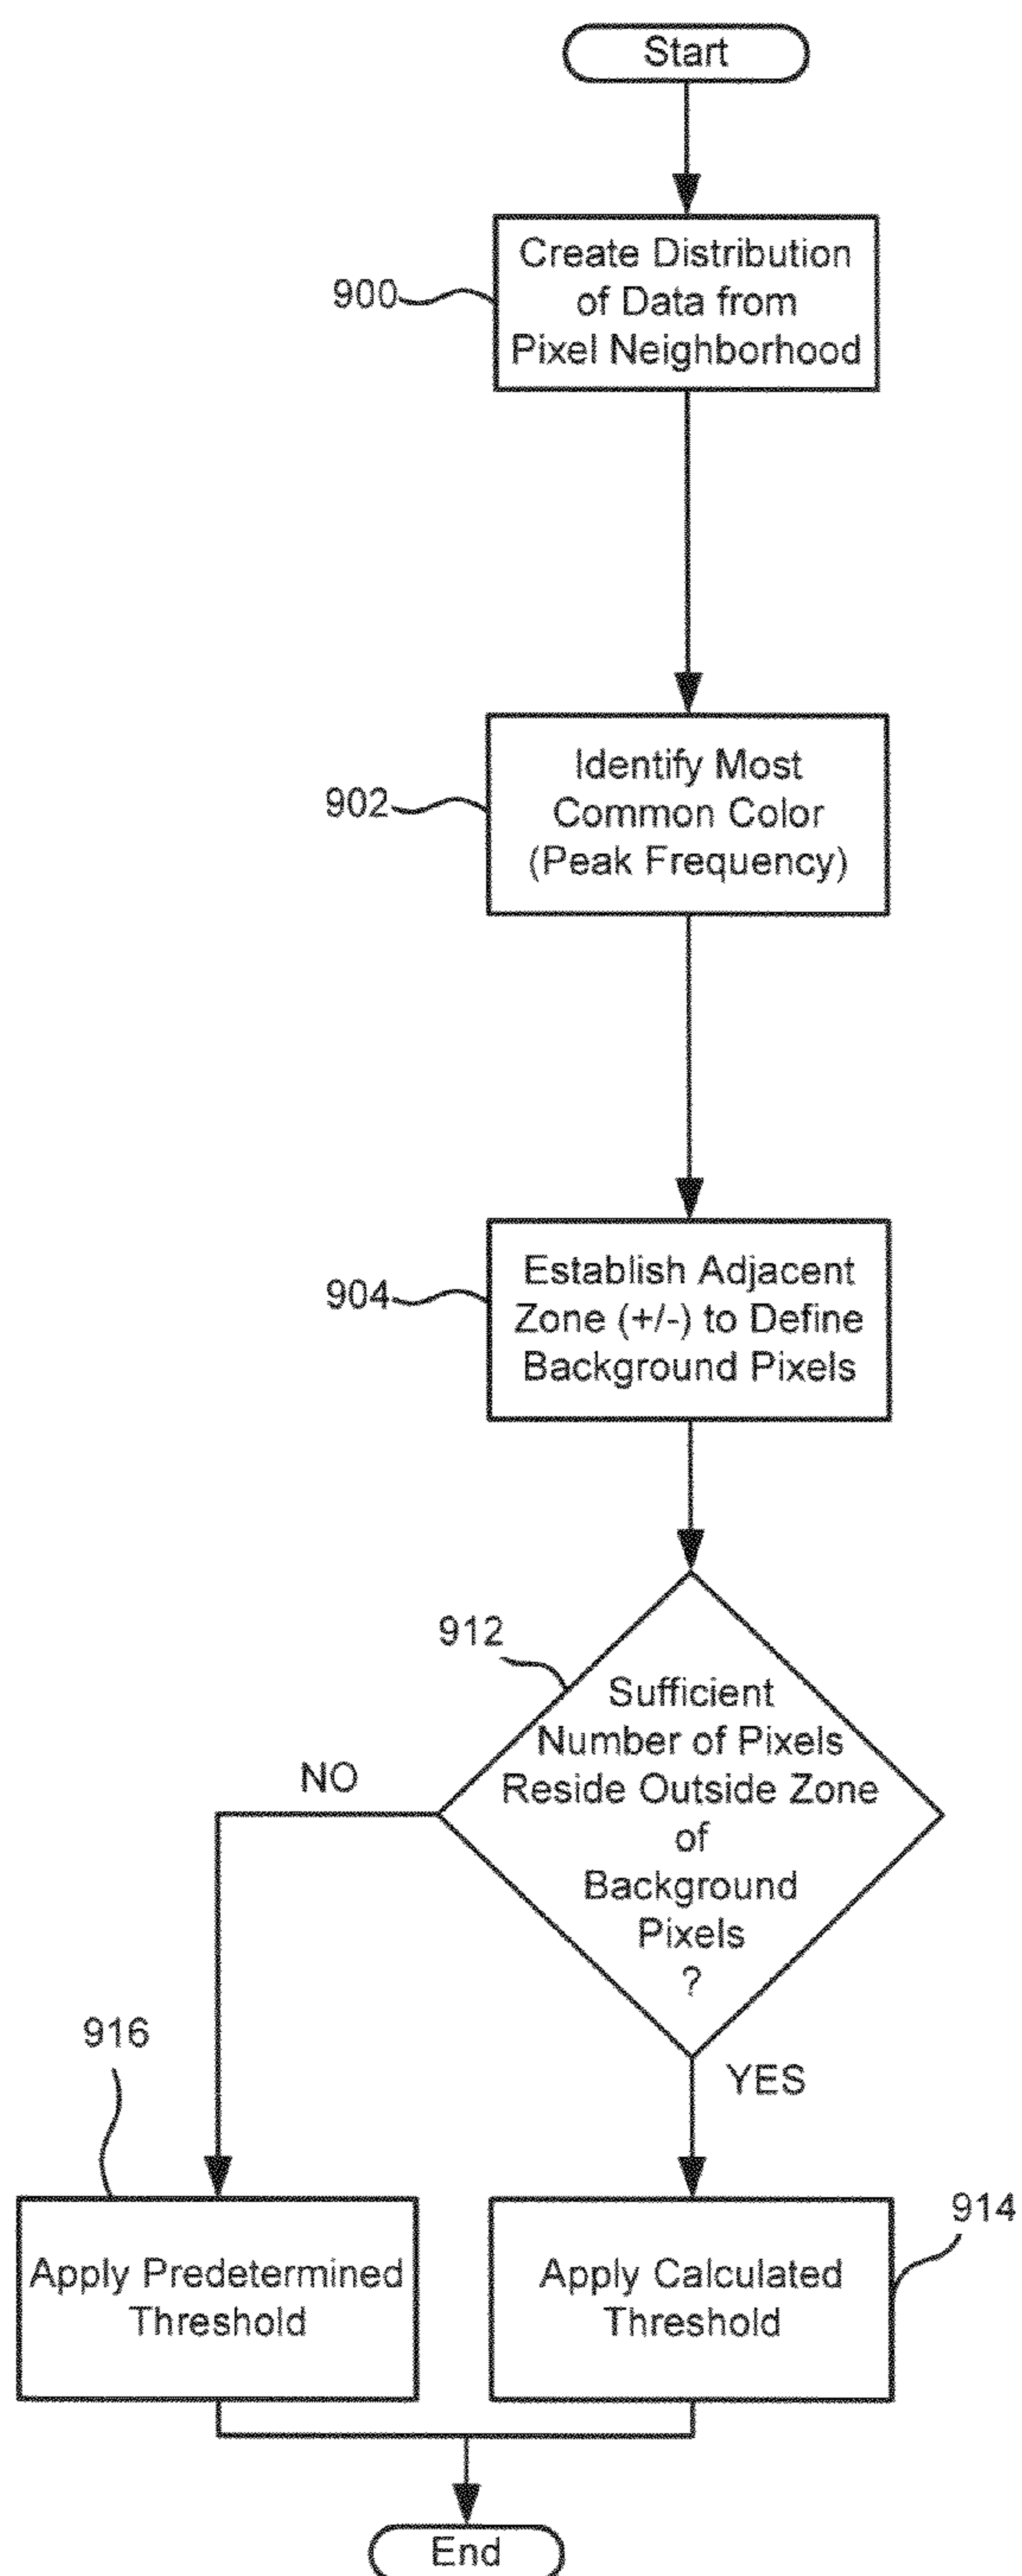 Start
900
Create Distribution
of Data from
Pixel Neighborhood
902
Identify Most
Common Color
(Peak Frequency)
904
Establish Adjacent
Zone (+/-) to Define
Background Pixels
912
Sufficient
Number of Pixels
Reside Outside Zone
of
Background
Pixels
?
NO
YES
916
Apply Predetermined
Threshold
914
Apply Calculated
Threshold
End